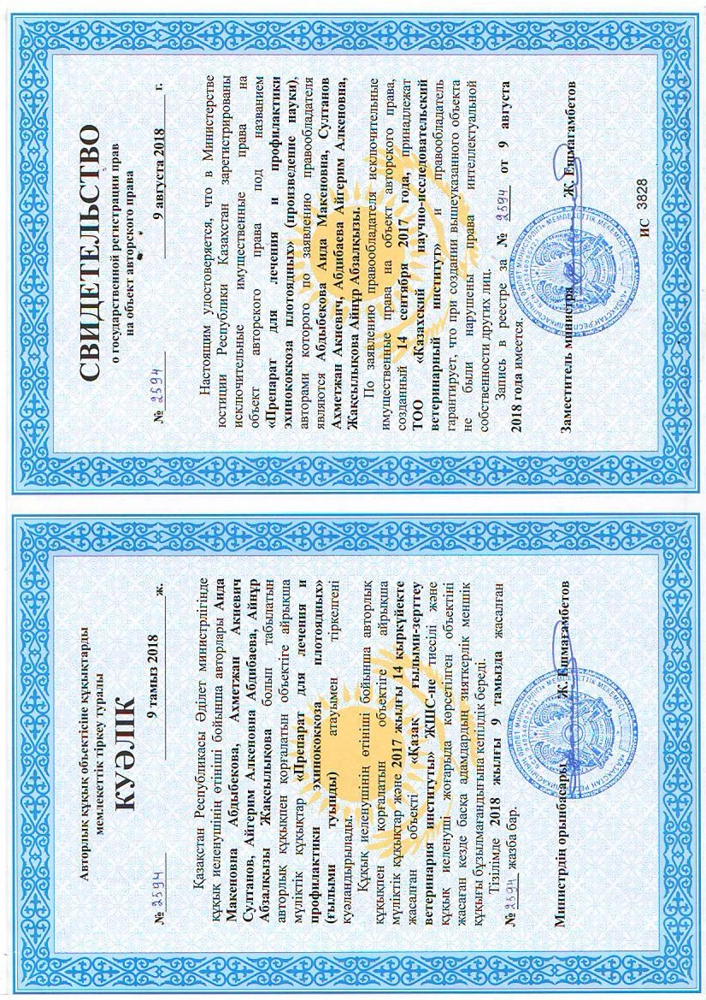 СВИДЕТЕЛЬСТВО
о государственной регистрации прав
на объект авторского права
№ 2594 9 августа 2018 г.
Настоящим удостоверяется, что в Министерстве
юстиции Республики Казахстан зарегистрированы
исключительные имущественные права на
объект авторского права под названием
«Препарат для лечения и профилактики
эхинококкоза плотоядных» (произведение науки),
авторами которого по заявлению правообладателя
являются Абдыбекова Аида Макеновна, Султанов
Ахметжан Акиевич, Абдибаева Айгерим Алкеновна,
Жақсылықова Айнұр Абзалқызы.
По заявлению правообладателя исключительные
имущественные права на объект авторского права,
созданный 14 сентября 2017 года, принадлежат
ТОО «Казахский научно-исследовательский
ветеринарный институт» и правообладатель
гарантирует, что при создании вышеуказанного объекта
не были нарушены права интеллектуальной
собственности других лиц.
Запись в реестре за № 2594 от 9 августа
2018 года имеется.
Заместитель министра Ж. Ешмагамбетов
ИС 3828
Авторлық құқық объектісіне құқықтарды
мемлекеттік тіркеу туралы
КУӘЛІК
№ 2594 9 тамыз 2018 ж.
Қазақстан Республикасы Әділет министрлігінде
құқық иеленушінің өтініші бойынша авторлары Аида
Макеновна Абдыбекова, Ахметжан Акиевич
Султанов, Айгерим Алкеновна Абдибаева, Айнұр
Абзалқызы Жақсылықова болып табылатын
авторлық құқықпен қорғалатын объектіге айрықша
мүліктік құқықтар «Препарат для лечения и
профилактики эхинококкоза плотоядных»
(ғылыми туынды) атауымен тіркелгені
куәландырылады.
Құқық иеленушінің өтініші бойынша авторлық
құқықпен қорғалатын объектіге айрықша
мүліктік құқықтар және 2017 жылғы 14 қыркүйекте
жасалған объекті «Қазақ ғылыми-зерттеу
ветеринария институты» ЖШС-не тиесілі және
құқық иеленуші жоғарыда көрсетілген объектіні
жасаған кезде басқа адамдардың зияткерлік меншік
құқығы бұзылмағандығына кепілдік береді.
Тізілімде 2018 жылғы 9 тамызда жасалған
№ 2594 жазба бар.
Министрдің орынбасары Ж. Ешмағамбетов